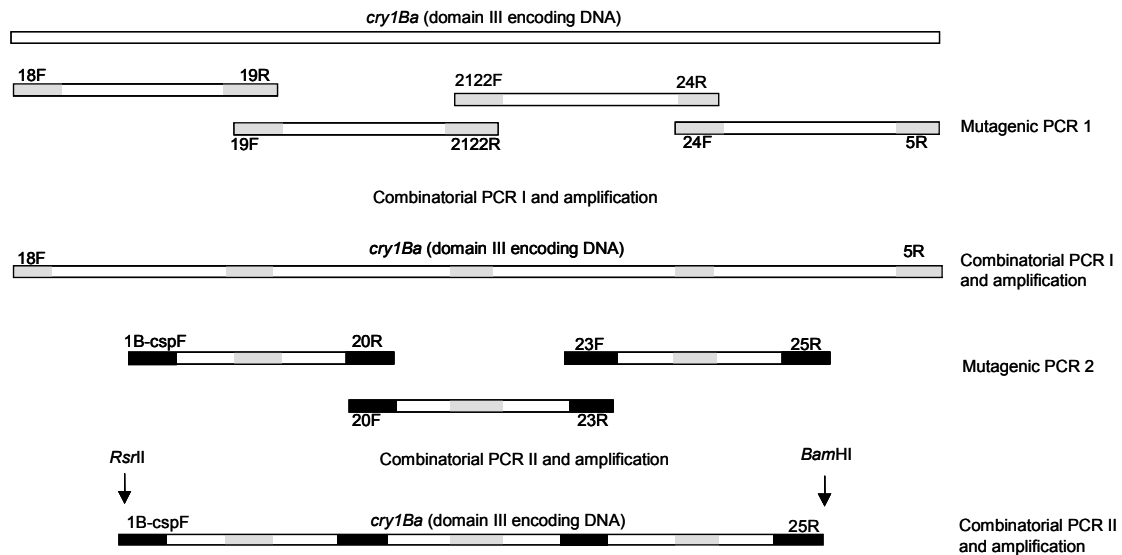 cry1Ba (domain III encoding DNA)
18F 19R 2122F 24R
Mutagenic PCR 1
19F 2122R 24F 5R
Combinatorial PCR I and amplification
18F cry1Ba (domain III encoding DNA) 5R
Combinatorial PCR I
and amplification
1B-cspF 20R 23F 25R
Mutagenic PCR 2
20F 23R
RsrII Combinatorial PCR II and amplification BamHI
1B-cspF cry1Ba (domain III encoding DNA) 25R
Combinatorial PCR II
and amplification